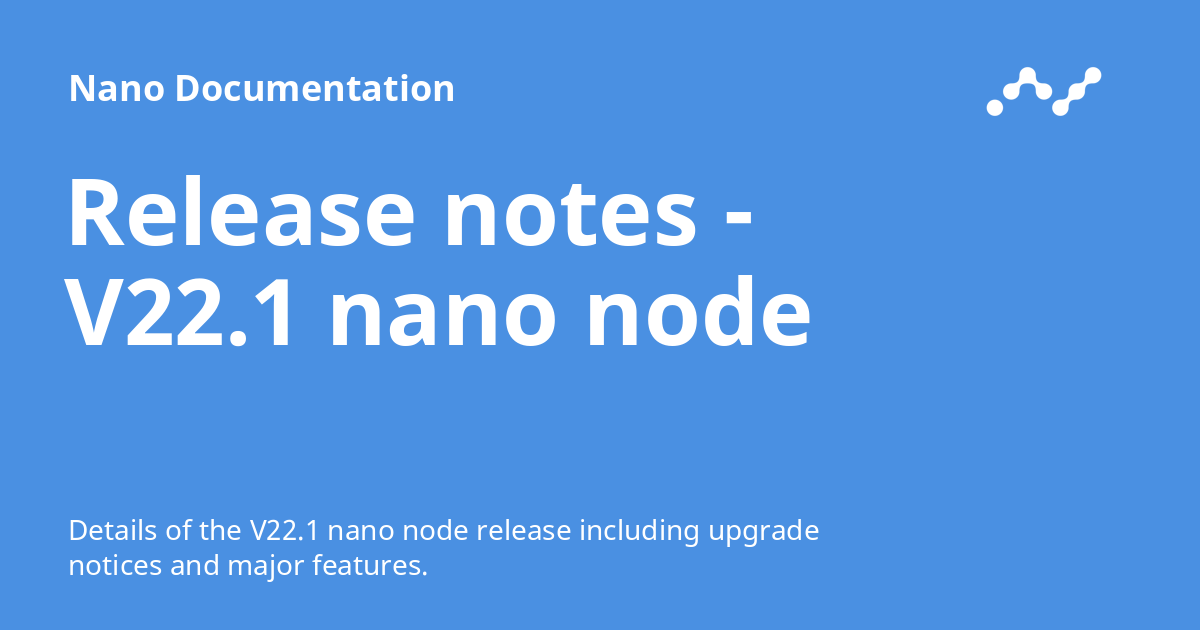 Nano Documentation
Release notes -
V22.1 nano node
Details of the V22.1 nano node release including upgrade
notices and major features.